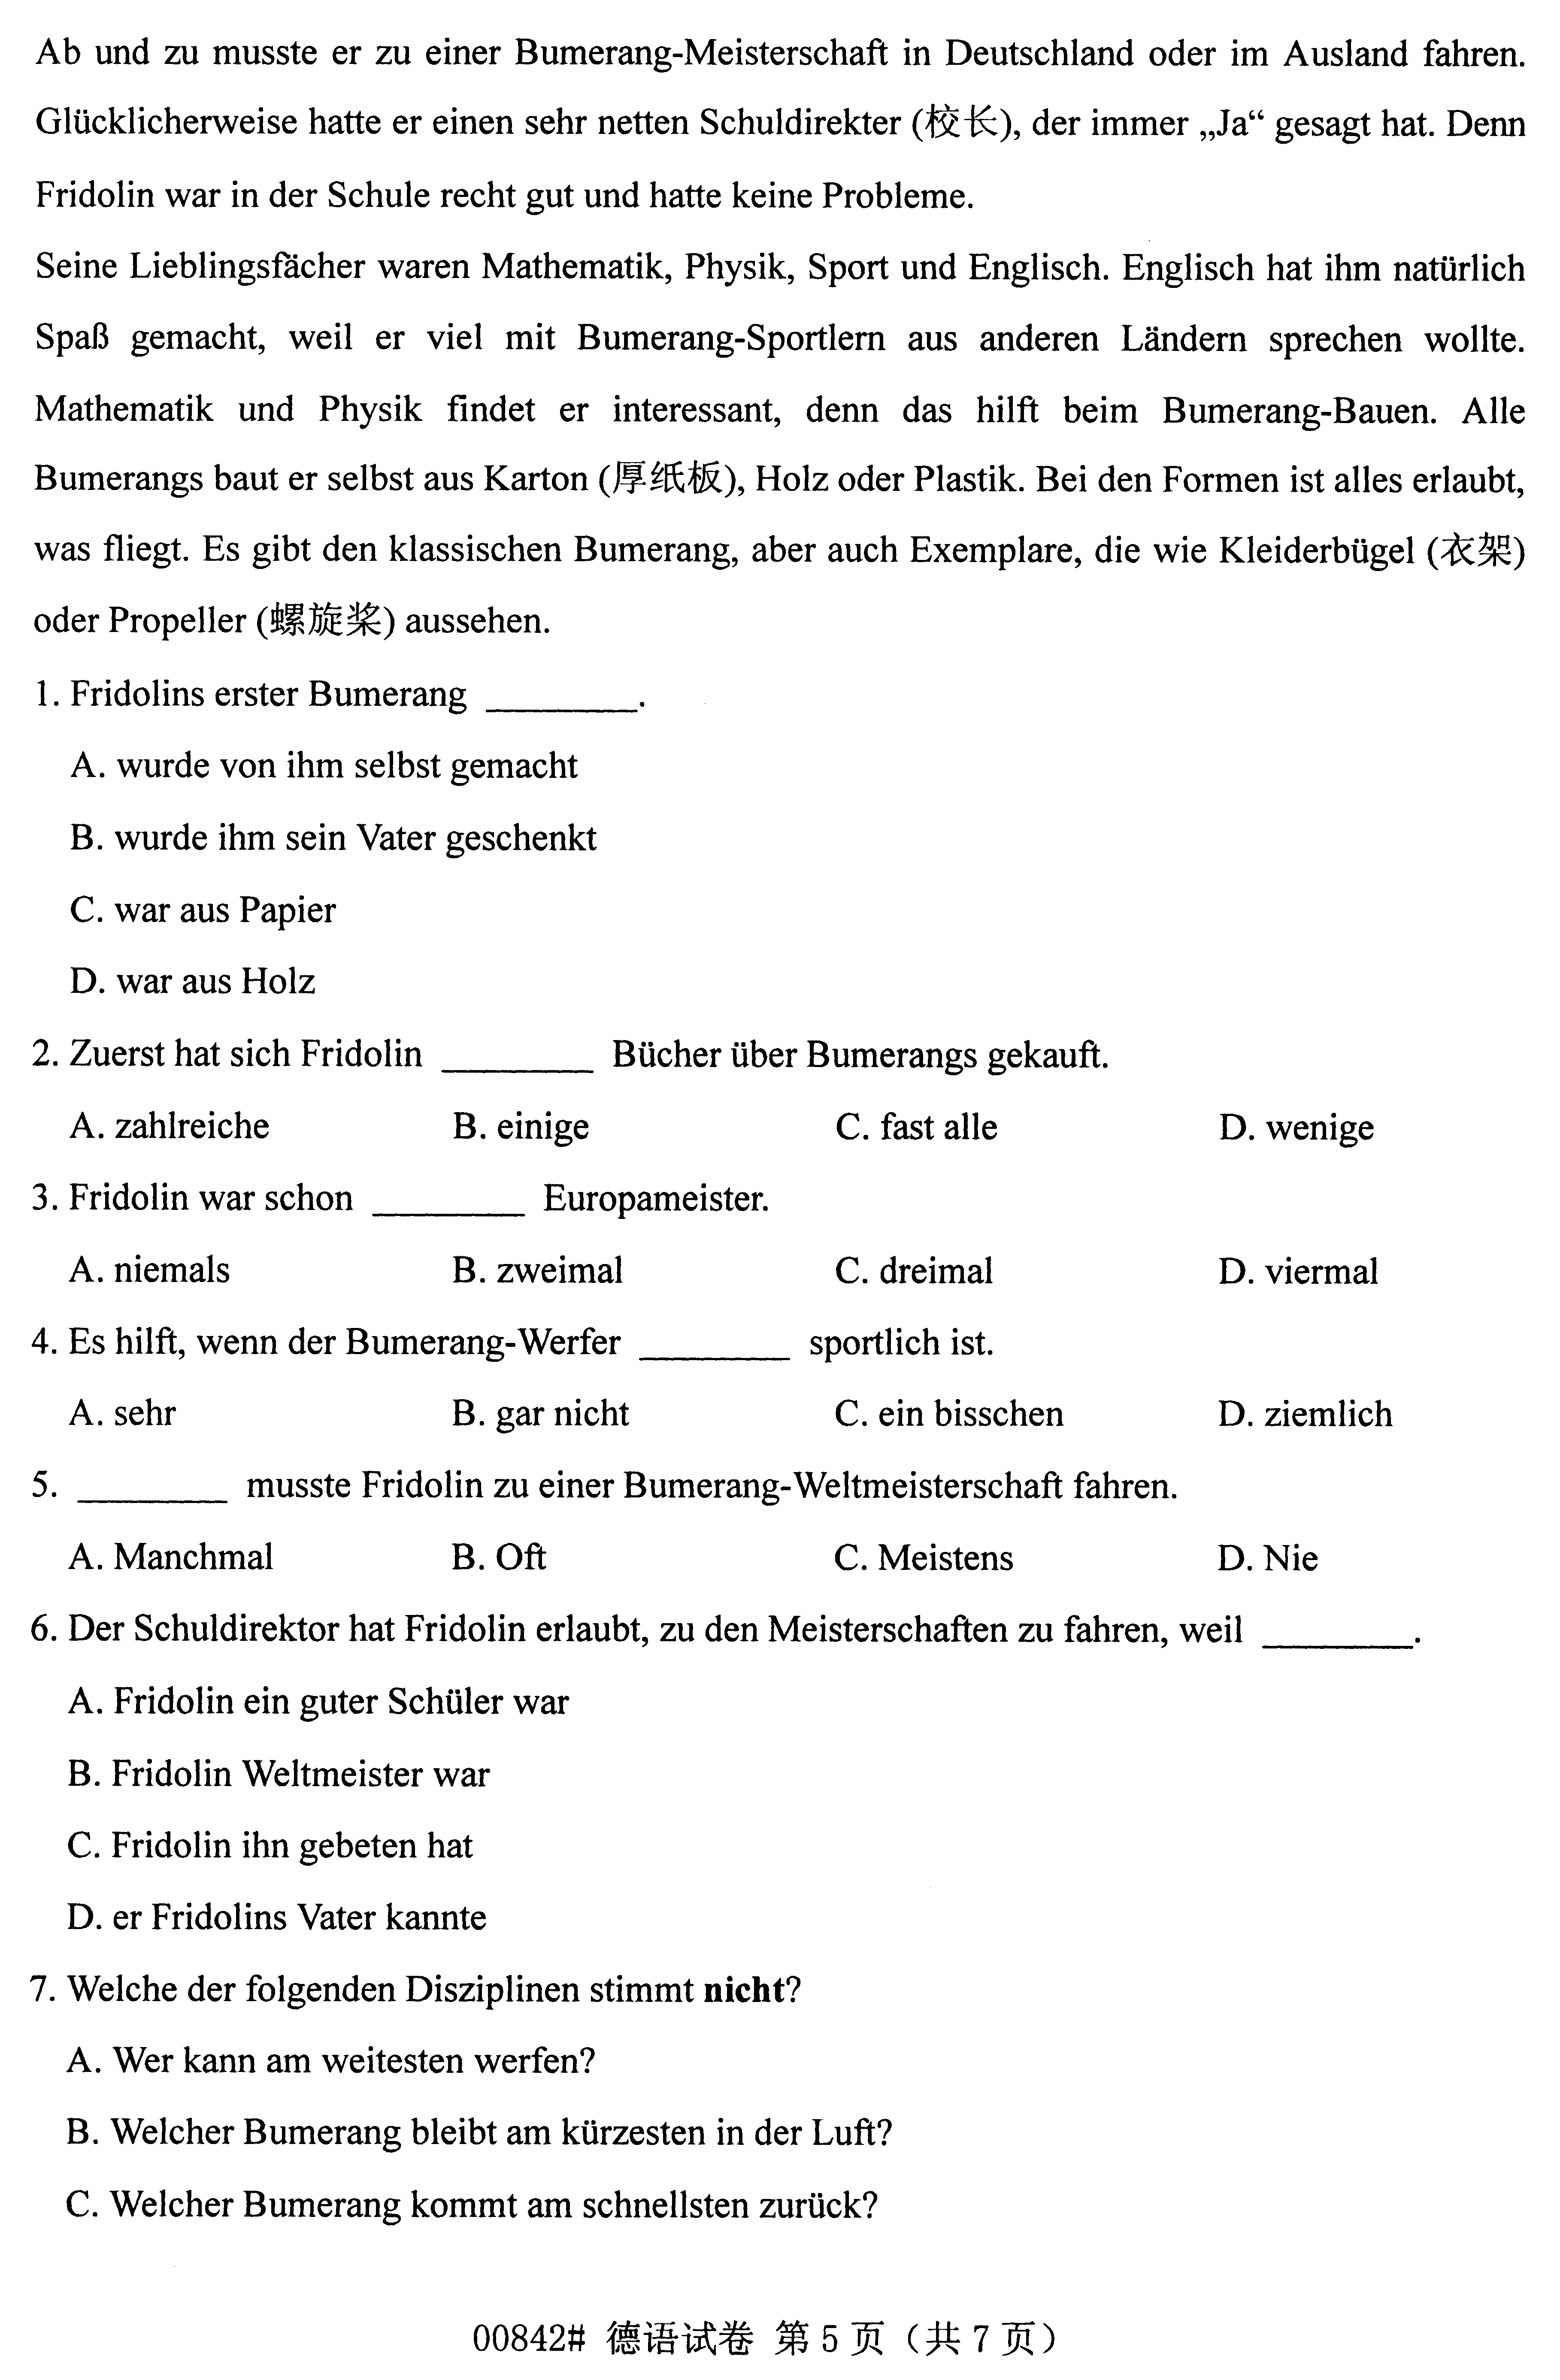 Ab und zu musste er zu einer Bumerang-Meisterschaft in Deutschland oder im Ausland fahren.
Glücklicherweise hatte er einen sehr netten Schuldirekter (校长), der immer „Ja“ gesagt hat. Denn
Fridolin war in der Schule recht gut und hatte keine Probleme.
Seine Lieblingsfächer waren Mathematik, Physik, Sport und Englisch. Englisch hat ihm natürlich
Spaß gemacht, weil er viel mit Bumerang-Sportlern aus anderen Ländern sprechen wollte.
Mathematik und Physik findet er interessant, denn das hilft beim Bumerang-Bauen. Alle
Bumerangs baut er selbst aus Karton (厚纸板), Holz oder Plastik. Bei den Formen ist alles erlaubt,
was fliegt. Es gibt den klassischen Bumerang, aber auch Exemplare, die wie Kleiderbügel (衣架)
oder Propeller (螺旋桨) aussehen.
1. Fridolins erster Bumerang ________.
A. wurde von ihm selbst gemacht
B. wurde ihm sein Vater geschenkt
C. war aus Papier
D. war aus Holz
2. Zuerst hat sich Fridolin ________ Bücher über Bumerangs gekauft.
A. zahlreiche B. einige C. fast alle D. wenige
3. Fridolin war schon ________ Europameister.
A. niemals B. zweimal C. dreimal D. viermal
4. Es hilft, wenn der Bumerang-Werfer ________ sportlich ist.
A. sehr B. gar nicht C. ein bisschen D. ziemlich
5. ________ musste Fridolin zu einer Bumerang-Weltmeisterschaft fahren.
A. Manchmal B. Oft C. Meistens D. Nie
6. Der Schuldirektor hat Fridolin erlaubt, zu den Meisterschaften zu fahren, weil ________.
A. Fridolin ein guter Schüler war
B. Fridolin Weltmeister war
C. Fridolin ihn gebeten hat
D. er Fridolins Vater kannte
7. Welche der folgenden Disziplinen stimmt nicht?
A. Wer kann am weitesten werfen?
B. Welcher Bumerang bleibt am kürzesten in der Luft?
C. Welcher Bumerang kommt am schnellsten zurück?
00842# 德语试卷 第 5 页（共 7 页）